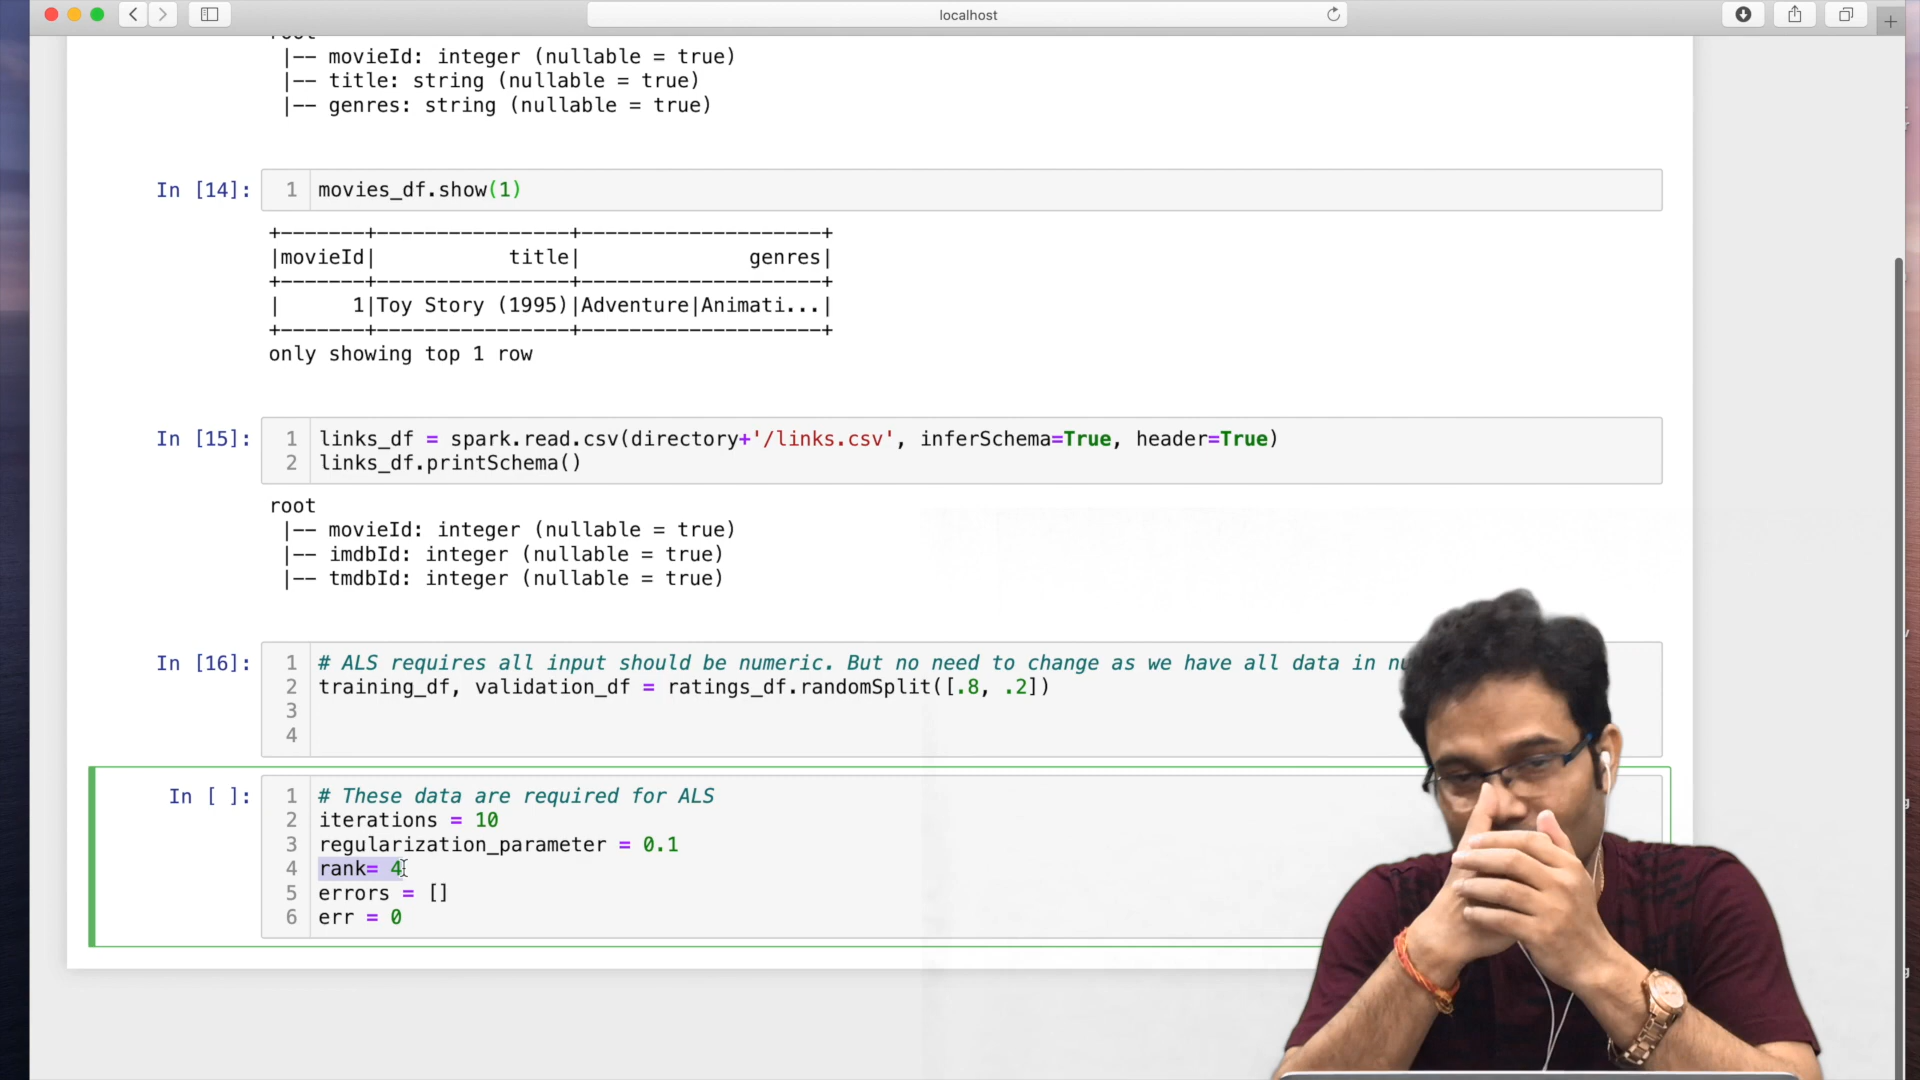 localhost
|-- movieId: integer (nullable = true)
|-- title: string (nullable = true)
|-- genres: string (nullable = true)
In [14]:
1 movies_df.show(1)
+-------+----------------+--------------------+
|movieId|           title|              genres|
+-------+----------------+--------------------+
|      1|Toy Story (1995)|Adventure|Animati...|
+-------+----------------+--------------------+
only showing top 1 row
In [15]:
1 links_df = spark.read.csv(directory+'/links.csv', inferSchema=True, header=True)
2 links_df.printSchema()
root
|-- movieId: integer (nullable = true)
|-- imdbId: integer (nullable = true)
|-- tmdbId: integer (nullable = true)
In [16]:
1 # ALS requires all input should be numeric. But no need to change as we have all data in
2 training_df, validation_df = ratings_df.randomSplit([.8, .2])
3
4
In [ ]:
1 # These data are required for ALS
2 iterations = 10
3 regularization_parameter = 0.1
4 rank= 4
5 errors = []
6 err = 0